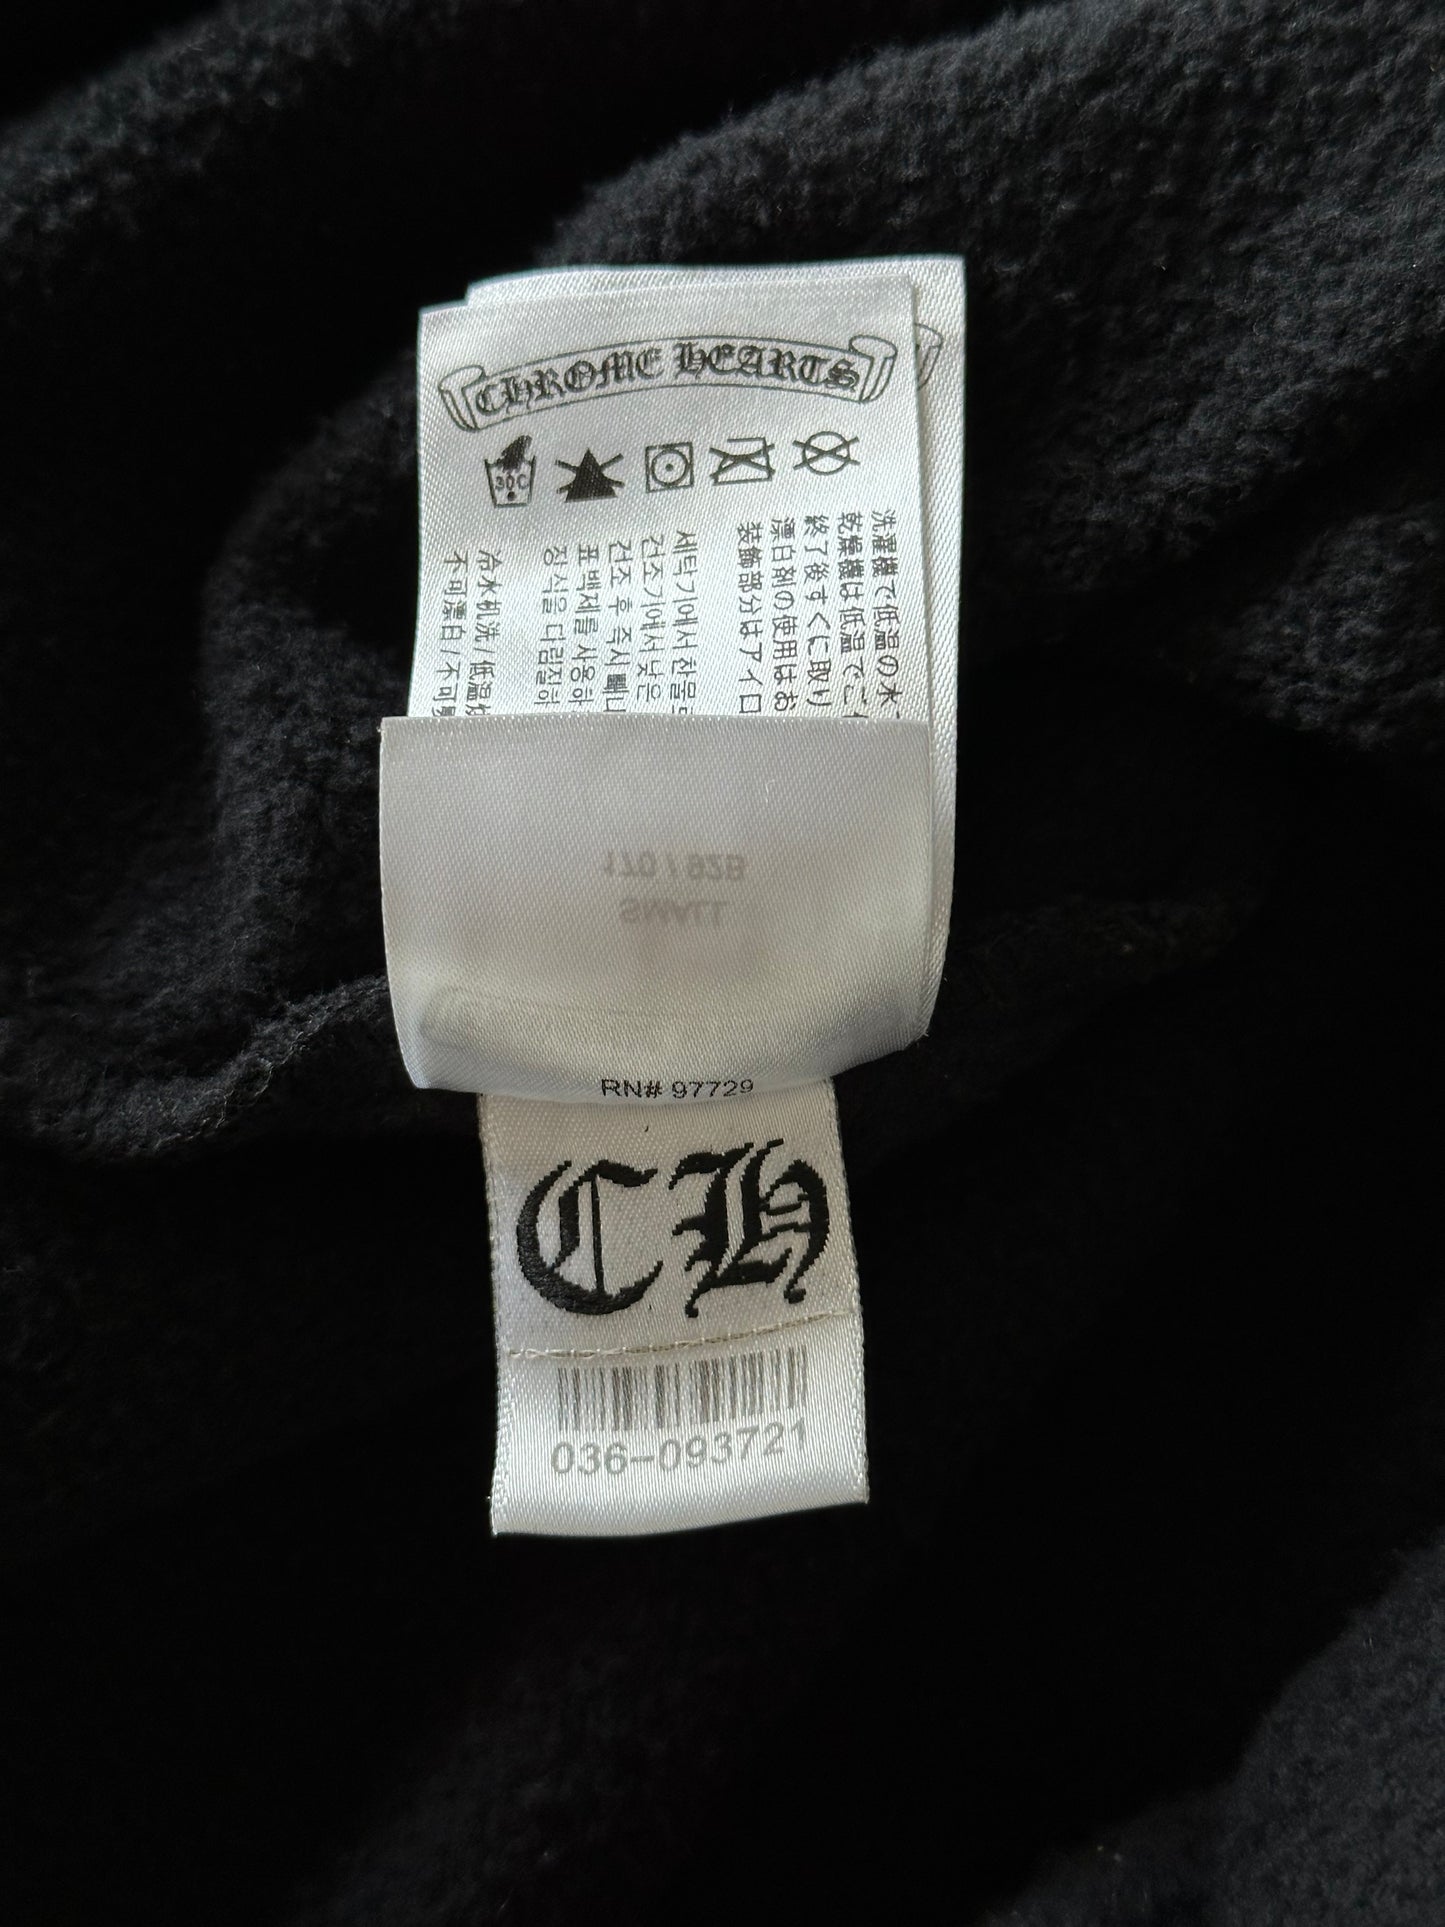 CHROME HEARTS
30C
洗濯機で低温の水
乾燥機は低温でご
終了後すぐに取り
漂白剤の使用はお
装飾部分はアイロ
세탁기에서 찬물
건조기에서 낮은
건조 후 즉시 빼
표백제를 사용하
장식을 다림질하
冷水机洗 / 低温
不可漂白 / 不可
170 / 92B
SMALL
RN# 97729
CH
036-093721